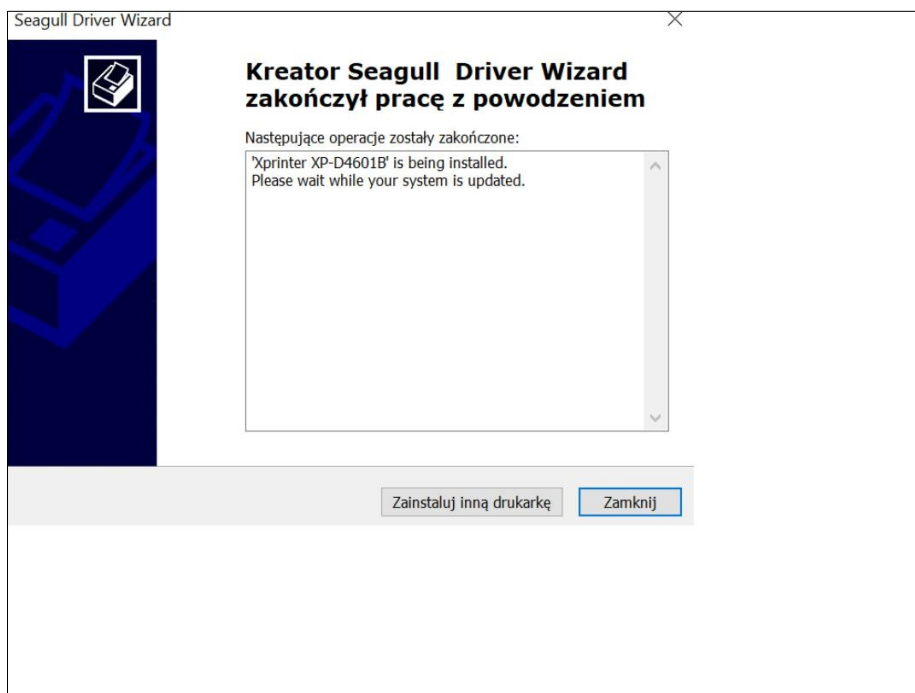 Seagull Driver Wizard
Kreator Seagull  Driver Wizard
zakończył pracę z powodzeniem
Następujące operacje zostały zakończone:
'Xprinter XP-D4601B' is being installed.
Please wait while your system is updated.
Zainstaluj inną drukarkę
Zamknij